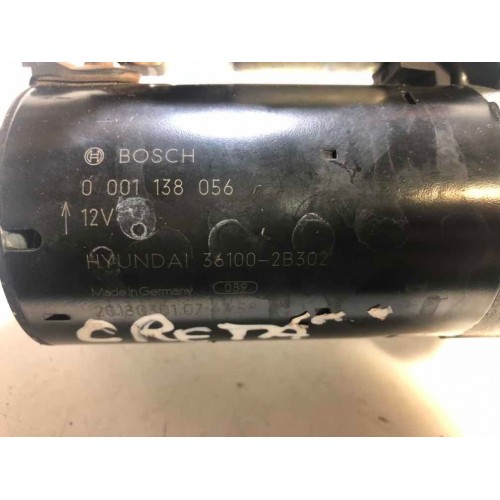 BOSCH
0 001 138 056
↑ 12V
HYUNDAI 36100-2B302
Made in Germany 089
CRETA